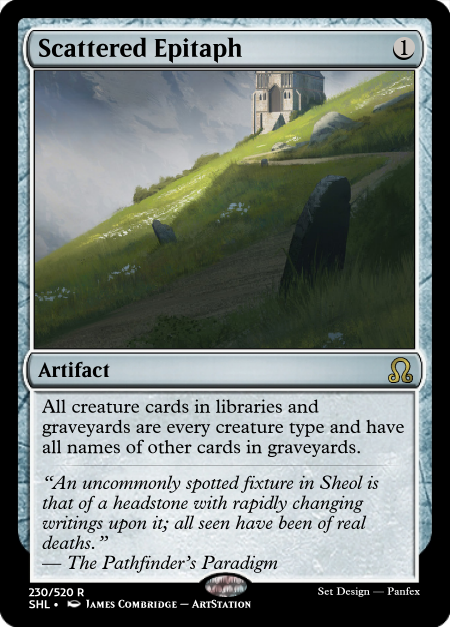 Scattered Epitaph
1
Artifact
All creature cards in libraries and
graveyards are every creature type and have
all names of other cards in graveyards.
“An uncommonly spotted fixture in Sheol is
that of a headstone with rapidly changing
writings upon it; all seen have been of real
deaths.”
— The Pathfinder’s Paradigm
230/520 R
Set Design — Panfex
SHL • James Combridge — ArtStation